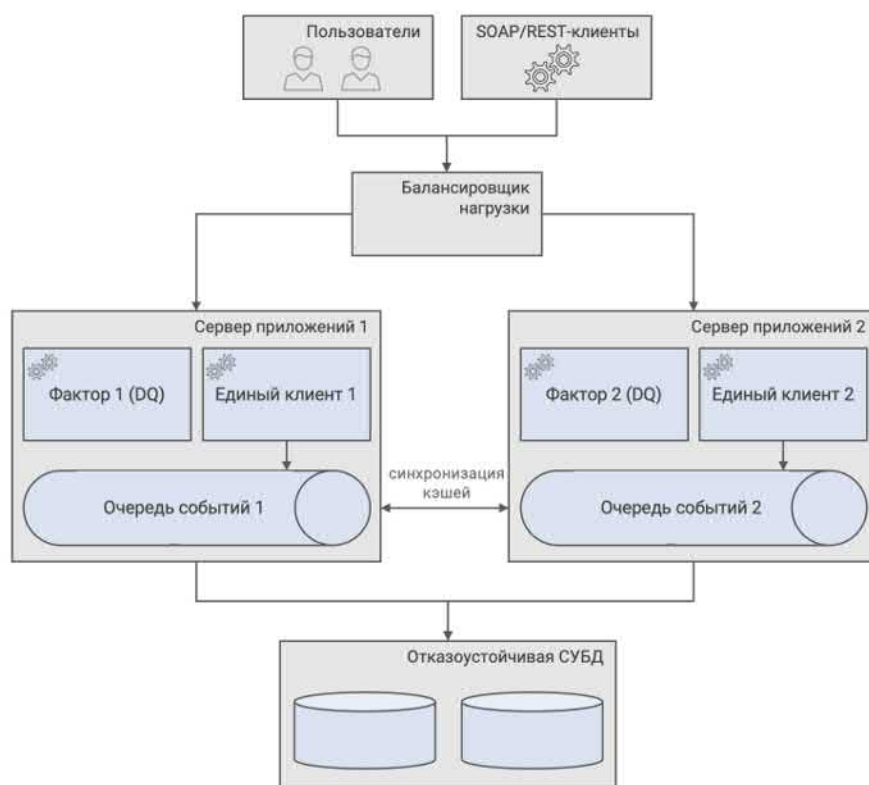 Пользователи
SOAP/REST-клиенты
Балансировщик
нагрузки
Сервер приложений 1
Фактор 1 (DQ)
Единый клиент 1
Очередь событий 1
синхронизация
кэшей
Сервер приложений 2
Фактор 2 (DQ)
Единый клиент 2
Очередь событий 2
Отказоустойчивая СУБД